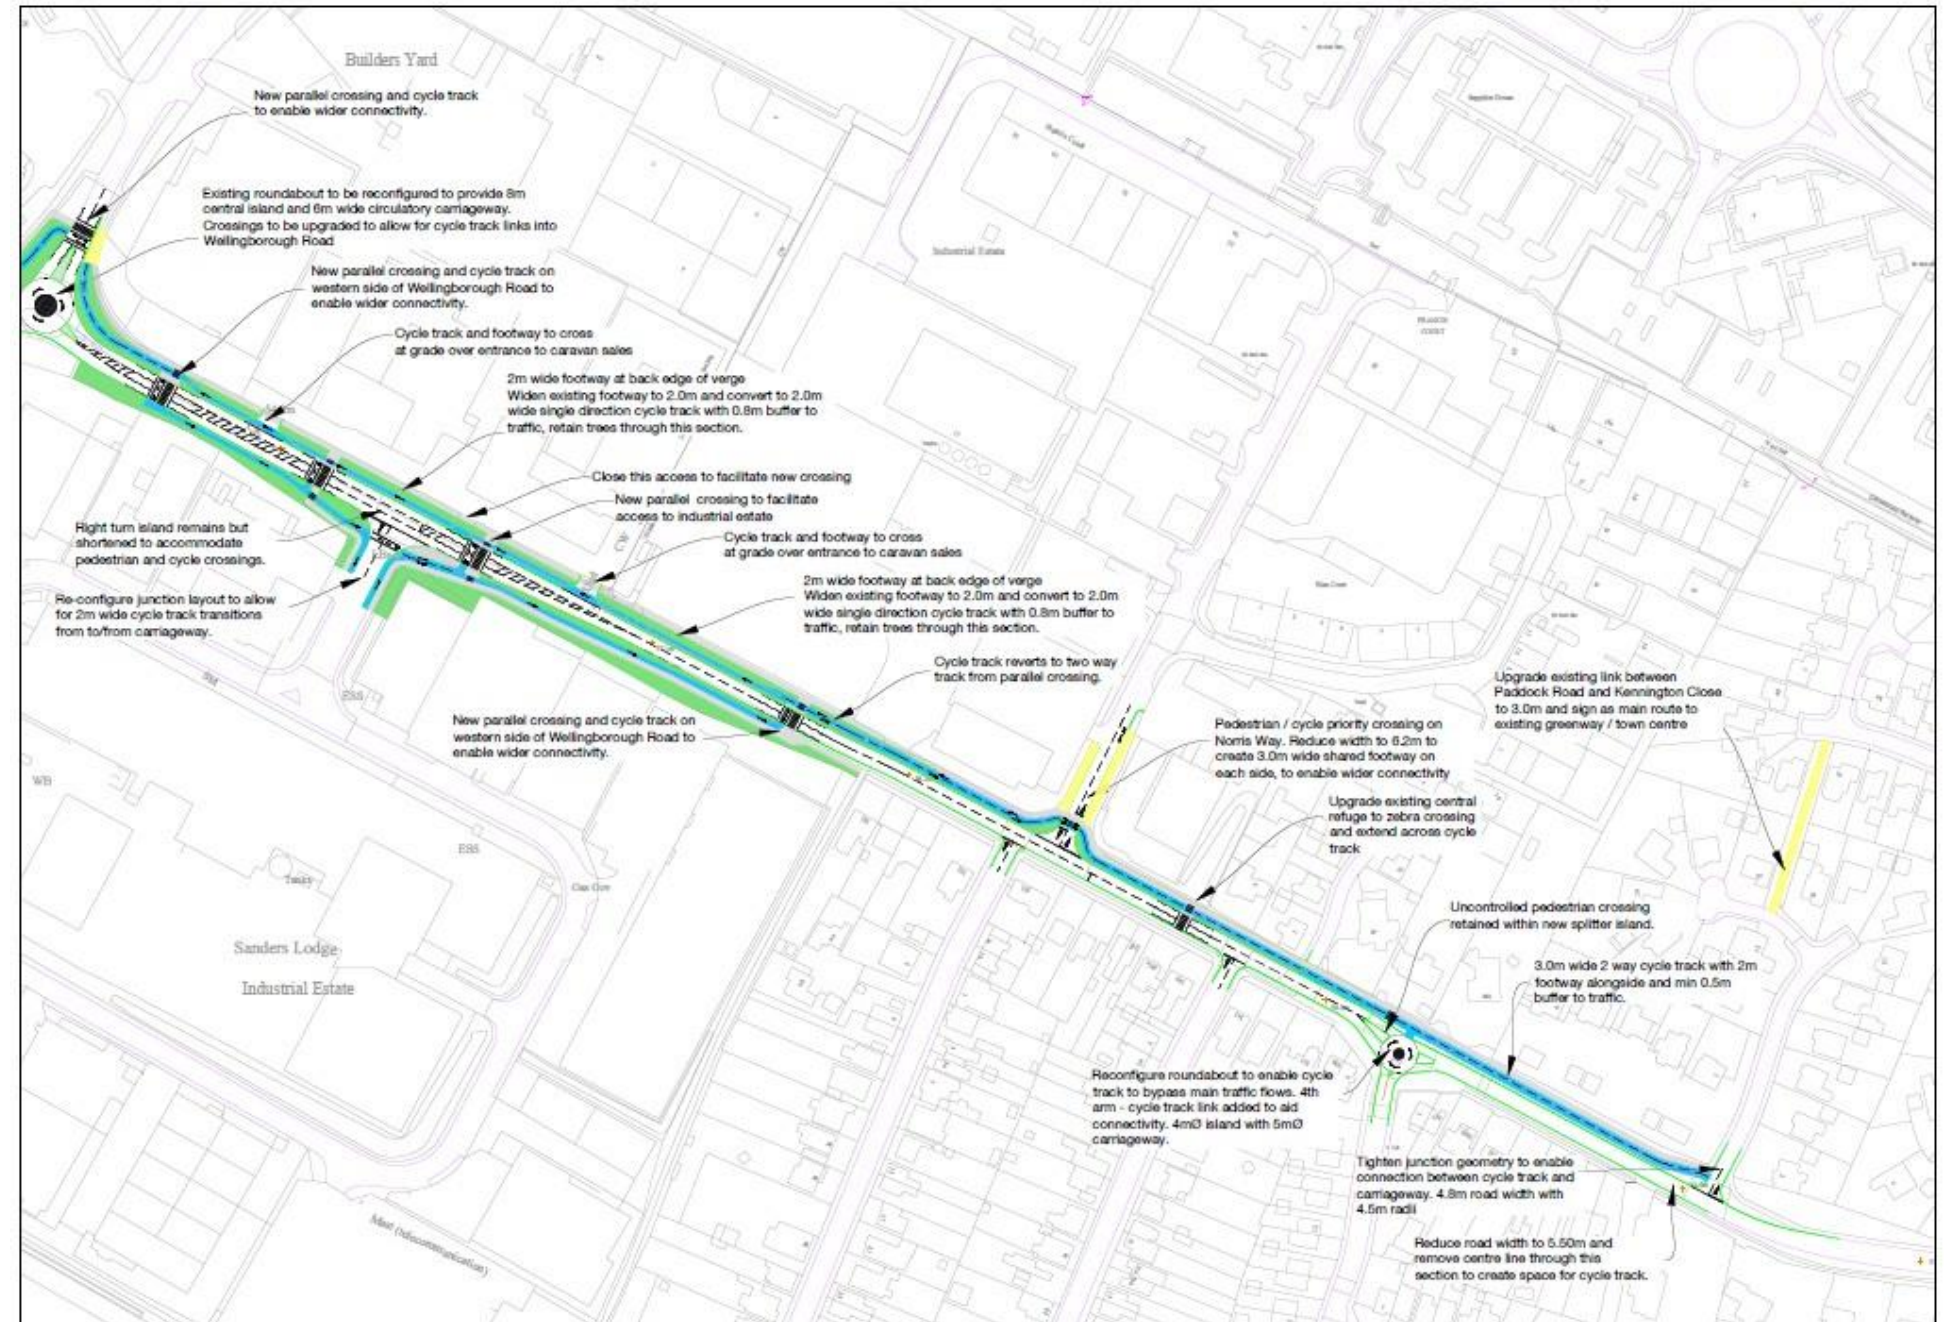 Builders Yard
New parallel crossing and cycle track
to enable wider connectivity.
Existing roundabout to be reconfigured to provide 8m
central island and 6m wide circulatory carriageway.
Crossings to be upgraded to allow for cycle track links into
Wellingborough Road
New parallel crossing and cycle track on
western side of Wellingborough Road to
enable wider connectivity.
Industrial Estate
Cycle track and footway to cross
at grade over entrance to caravan sales
2m wide footway at back edge of verge
Widen existing footway to 2.0m and convert to 2.0m
wide single direction cycle track with 0.8m buffer to
traffic, retain trees through this section.
Close this access to facilitate new crossing
New parallel crossing to facilitate
access to industrial estate
CW
Right turn island remains but
shortened to accommodate
pedestrian and cycle crossings.
Cycle track and footway to cross
at grade over entrance to caravan sales
Re-configure junction layout to allow
for 2m wide cycle track transitions
from to/from carriageway.
2m wide footway at back edge of verge
Widen existing footway to 2.0m and convert to 2.0m
wide single direction cycle track with 0.8m buffer to
traffic, retain trees through this section.
Cycle track reverts to two way
track from parallel crossing.
Upgrade existing link between
Paddock Road and Kennington Close
to 3.0m and sign as main route to
existing greenway / town centre
ESS
New parallel crossing and cycle track on
western side of Wellingborough Road to
enable wider connectivity.
Pedestrian / cycle priority crossing on
Norris Way. Reduce width to 6.2m to
create 3.0m wide shared footway on
each side, to enable wider connectivity
WB
Upgrade existing central
refuge to zebra crossing
and extend across cycle
track
ESS
Tanks
Gas Gov
Uncontrolled pedestrian crossing
retained within new splitter island.
Sanders Lodge
Industrial Estate
3.0m wide 2 way cycle track with 2m
footway alongside and min 0.5m
buffer to traffic.
Reconfigure roundabout to enable cycle
track to bypass main traffic flows. 4th
arm - cycle track link added to aid
connectivity. 4mØ island with 5mØ
carriageway.
Tighten junction geometry to enable
connection between cycle track and
carriageway. 4.8m road width with
4.5m radii
Mast (telecommunication)
Reduce road width to 5.50m and
remove centre line through this
section to create space for cycle track.